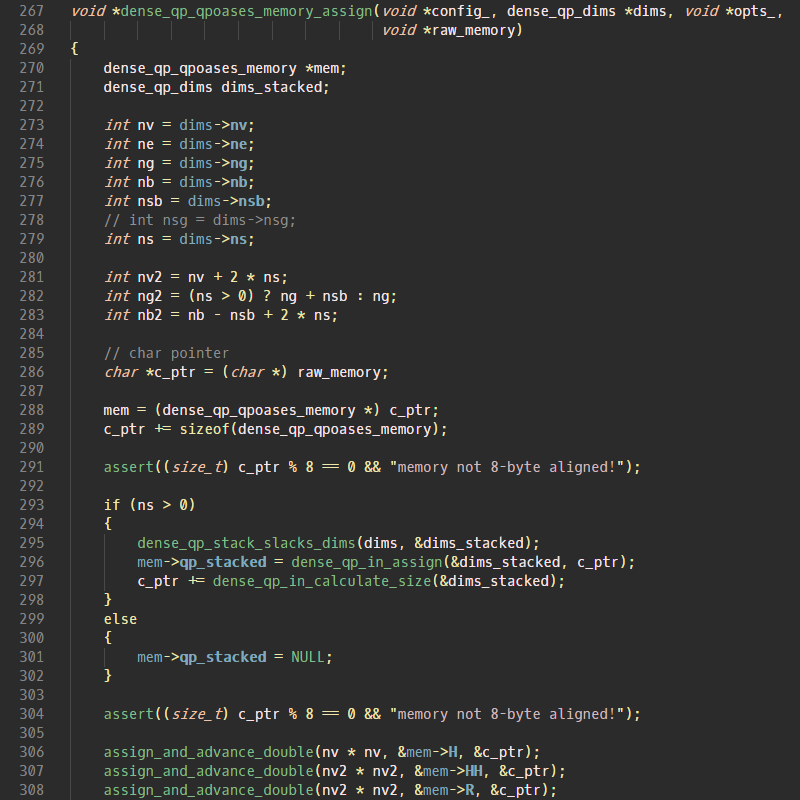 267 void *dense_qp_qpoases_memory_assign(void *config_, dense_qp_dims *dims, void *opts_,
268 void *raw_memory)
269 {
270 dense_qp_qpoases_memory *mem;
271 dense_qp_dims dims_stacked;
272
273 int nv = dims->nv;
274 int ne = dims->ne;
275 int ng = dims->ng;
276 int nb = dims->nb;
277 int nsb = dims->nsb;
278 // int nsg = dims->nsg;
279 int ns = dims->ns;
280
281 int nv2 = nv + 2 * ns;
282 int ng2 = (ns > 0) ? ng + nsb : ng;
283 int nb2 = nb - nsb + 2 * ns;
284
285 // char pointer
286 char *c_ptr = (char *) raw_memory;
287
288 mem = (dense_qp_qpoases_memory *) c_ptr;
289 c_ptr += sizeof(dense_qp_qpoases_memory);
290
291 assert((size_t) c_ptr % 8 == 0 && "memory not 8-byte aligned!");
292
293 if (ns > 0)
294 {
295 dense_qp_stack_slacks_dims(dims, &dims_stacked);
296 mem->qp_stacked = dense_qp_in_assign(&dims_stacked, c_ptr);
297 c_ptr += dense_qp_in_calculate_size(&dims_stacked);
298 }
299 else
300 {
301 mem->qp_stacked = NULL;
302 }
303
304 assert((size_t) c_ptr % 8 == 0 && "memory not 8-byte aligned!");
305
306 assign_and_advance_double(nv * nv, &mem->H, &c_ptr);
307 assign_and_advance_double(nv2 * nv2, &mem->HH, &c_ptr);
308 assign_and_advance_double(nv2 * nv2, &mem->R, &c_ptr);